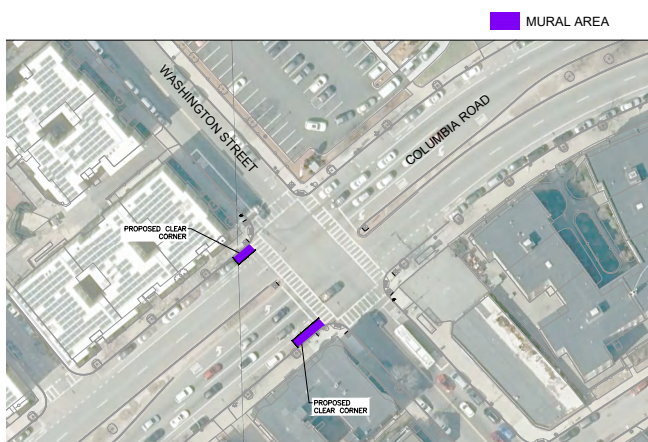 MURAL AREA
WASHINGTON STREET
COLUMBIA ROAD
PROPOSED CLEAR
CORNER
PROPOSED
CLEAR CORNER